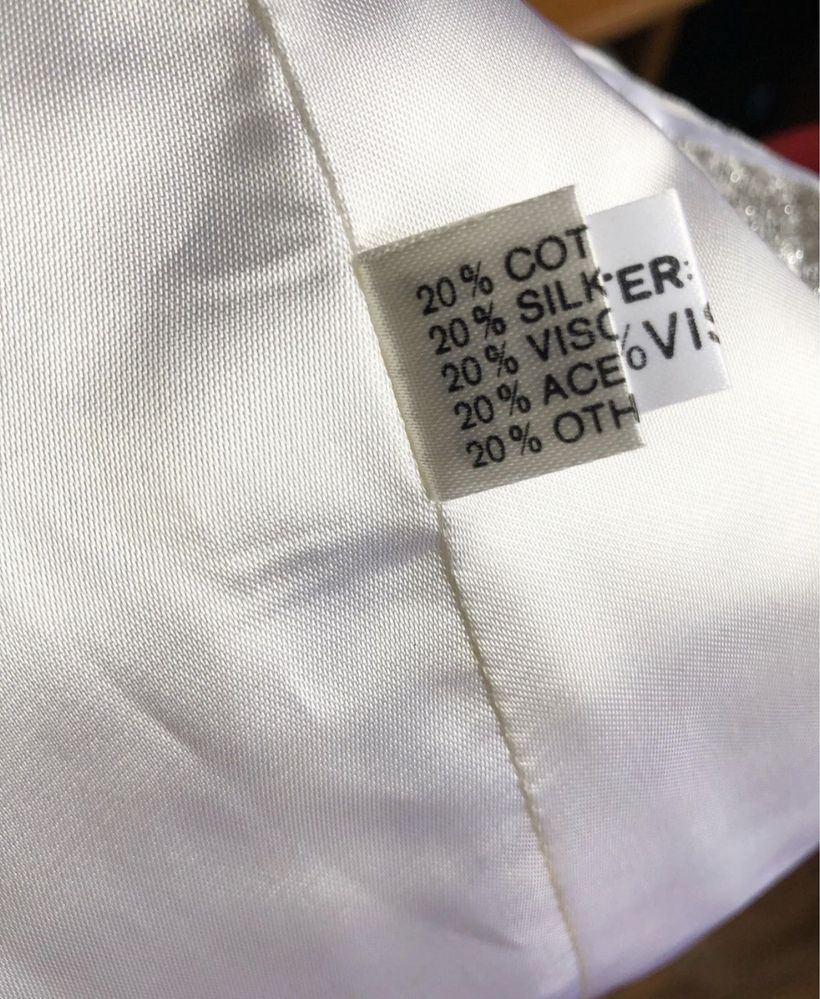 20% COT
20% SILK
20% VISC
20% ACE
20% OTH
ER:
% VIS